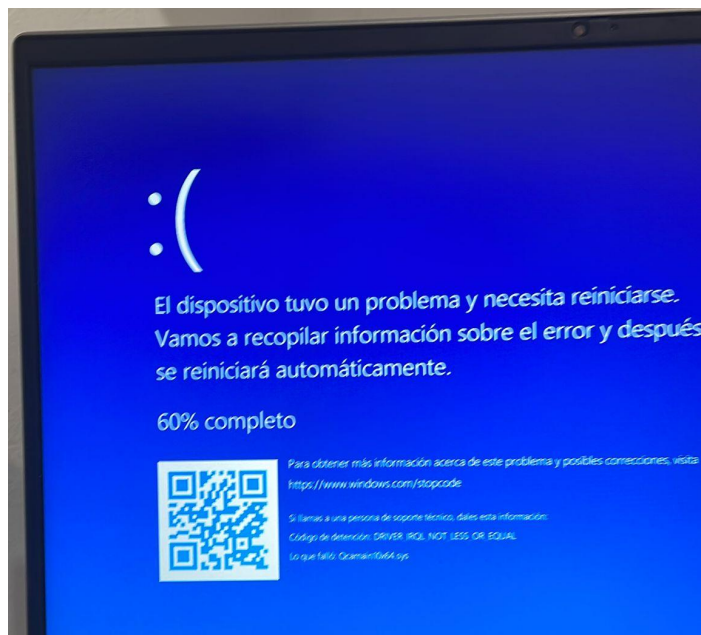 :(
El dispositivo tuvo un problema y necesita reiniciarse.
Vamos a recopilar información sobre el error y después
se reiniciará automáticamente.
60% completo
Para obtener más información acerca de este problema y posibles correcciones, visita
https://www.windows.com/stopcode
Si llamas a una persona de soporte técnico, dales esta información:
Código de detención: DRIVER IRQL NOT LESS OR EQUAL
Lo que falló: Qcamain10x64.sys